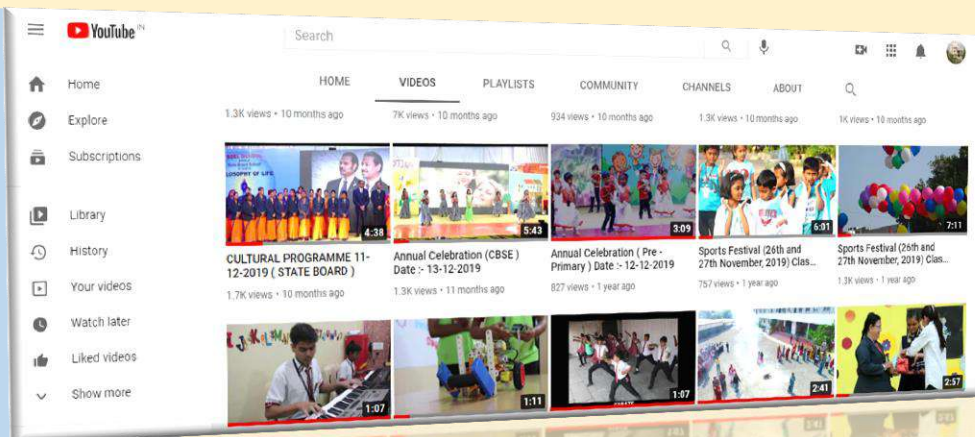 YouTube IN
Search
Home
Explore
Subscriptions
Library
History
Your videos
Watch later
Liked videos
Show more
HOME VIDEOS PLAYLISTS COMMUNITY CHANNELS ABOUT
1.3K views • 10 months ago
7K views • 10 months ago
934 views • 10 months ago
1.3K views • 10 months ago
1K views • 10 months ago
4:38
5:43
3:09
6:01
7:11
CULTURAL PROGRAMME 11-
12-2019 ( STATE BOARD )
1.7K views • 10 months ago
Annual Celebration (CBSE )
Date :- 13-12-2019
1.3K views • 11 months ago
Annual Celebration ( Pre -
Primary ) Date :- 12-12-2019
827 views • 1 year ago
Sports Festival (26th and
27th November, 2019) Clas...
757 views • 1 year ago
Sports Festival (26th and
27th November, 2019) Clas...
1.3K views • 1 year ago
1:07
1:11
1:07
2:41
2:57